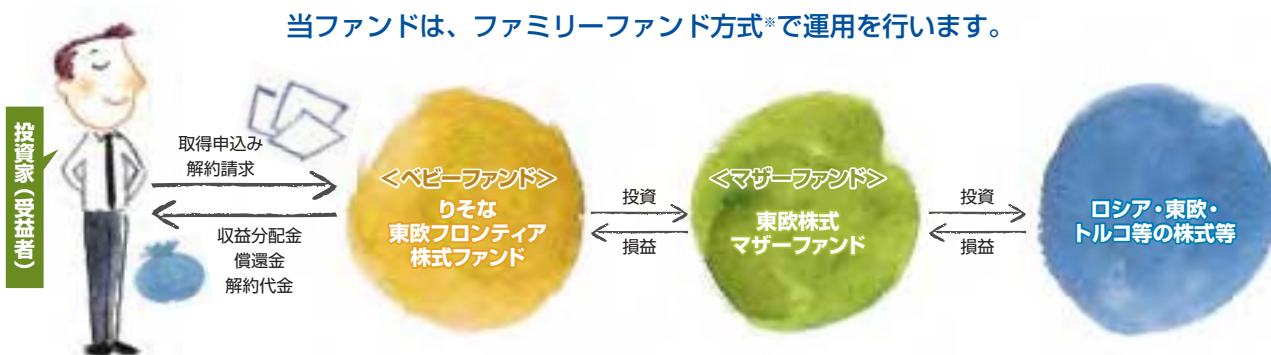 当ファンドは、ファミリーファンド方式※で運用を行います。
投資家(受益者)
取得申込み
解約請求
収益分配金
償還金
解約代金
<ベビーファンド>
りそな
東欧フロンティア
株式ファンド
投資
損益
<マザーファンド>
東欧株式
マザーファンド
投資
損益
ロシア・東欧・
トルコ等の株式等